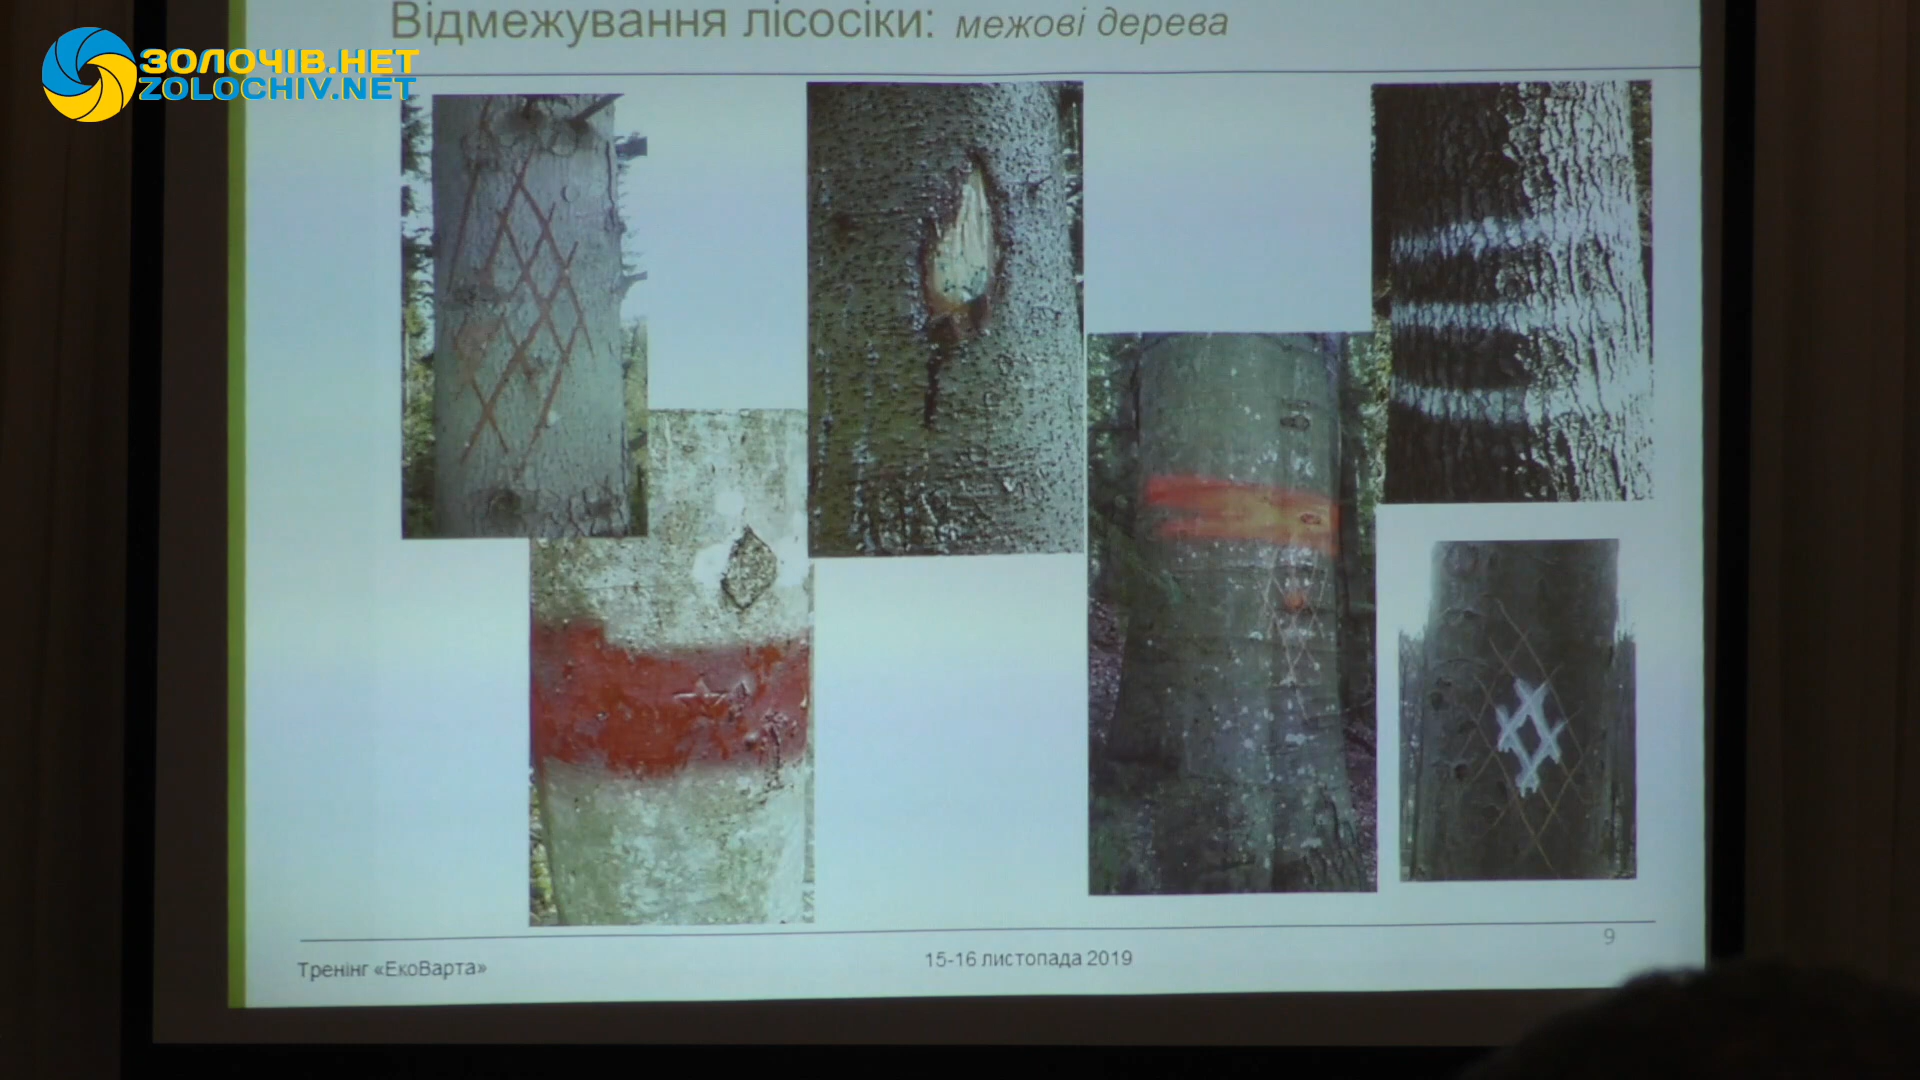 Відмежування лісосіки: межові дерева
ЗОЛОЧІВ.НЕТ
ZOLOCHIV.NET
9
Тренінг «ЕкоВарта»
15-16 листопада 2019